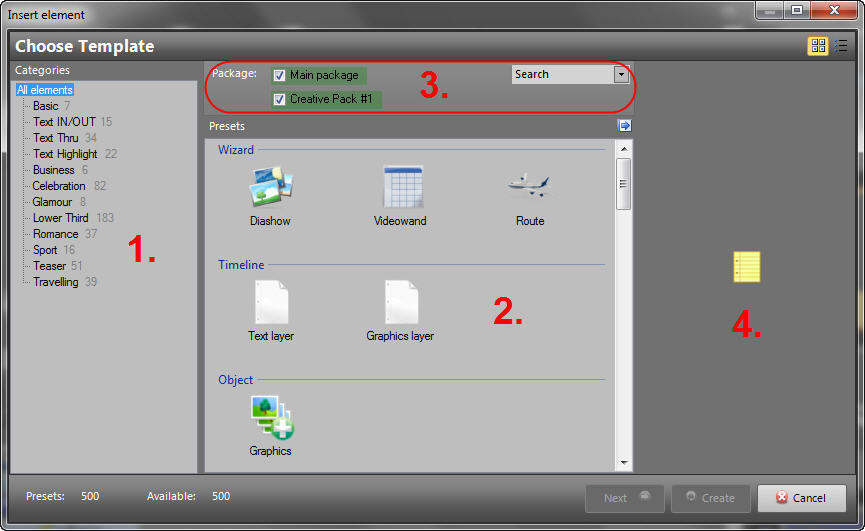 Insert element
Choose Template
Categories
All elements
Basic 7
Text IN/OUT 15
Text Thru 34
Text Highlight 22
Business 6
Celebration 82
Glamour 8
Lower Third 183
Romance 37
Sport 16
Teaser 51
Travelling 39
1.
Package:
Main package
Creative Pack #1
3.
Search
Presets
Wizard
Diashow
Videowand
Route
Timeline
Text layer
Graphics layer
2.
Object
Graphics
4.
Presets: 500
Available: 500
Next
Create
Cancel